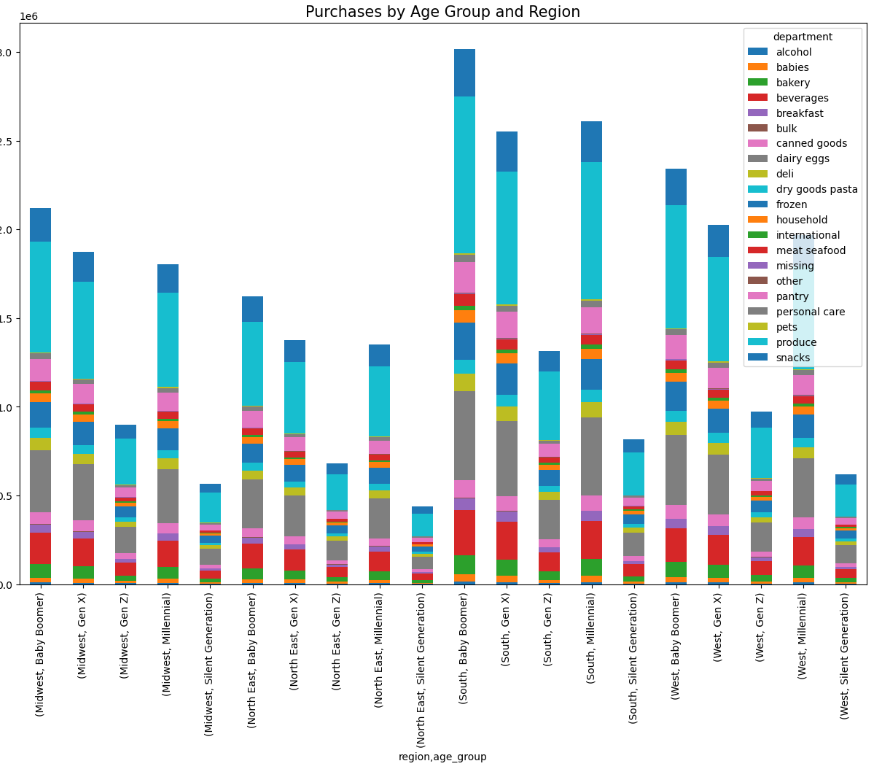 Purchases by Age Group and Region
1e6
department
alcohol
babies
bakery
beverages
breakfast
bulk
canned goods
dairy eggs
deli
dry goods pasta
frozen
household
international
meat seafood
missing
other
pantry
personal care
pets
produce
snacks
.0
2.5
2.0
1.5
1.0
0.5
0.0
(Midwest, Baby Boomer)
(Midwest, Gen X)
(Midwest, Gen Z)
(Midwest, Millennial)
(Midwest, Silent Generation)
(North East, Baby Boomer)
(North East, Gen X)
(North East, Gen Z)
(North East, Millennial)
(North East, Silent Generation)
(South, Baby Boomer)
(South, Gen X)
(South, Gen Z)
(South, Millennial)
(South, Silent Generation)
(West, Baby Boomer)
(West, Gen X)
(West, Gen Z)
(West, Millennial)
(West, Silent Generation)
region,age_group